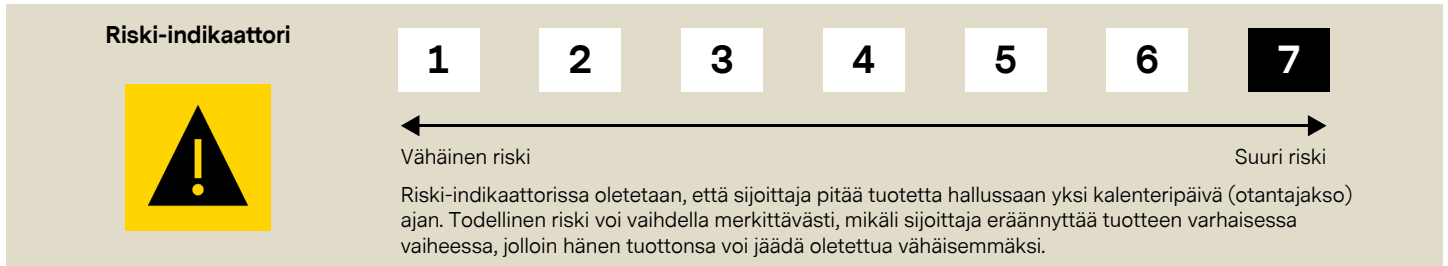 Riski-indikaattori
1 2 3 4 5 6 7
Vähäinen riski Suuri riski
Riski-indikaattorissa oletetaan, että sijoittaja pitää tuotetta hallussaan yksi kalenteripäivä (otantajakso)
ajan. Todellinen riski voi vaihdella merkittävästi, mikäli sijoittaja eräännyttää tuotteen varhaisessa
vaiheessa, jolloin hänen tuottonsa voi jäädä oletettua vähäisemmäksi.